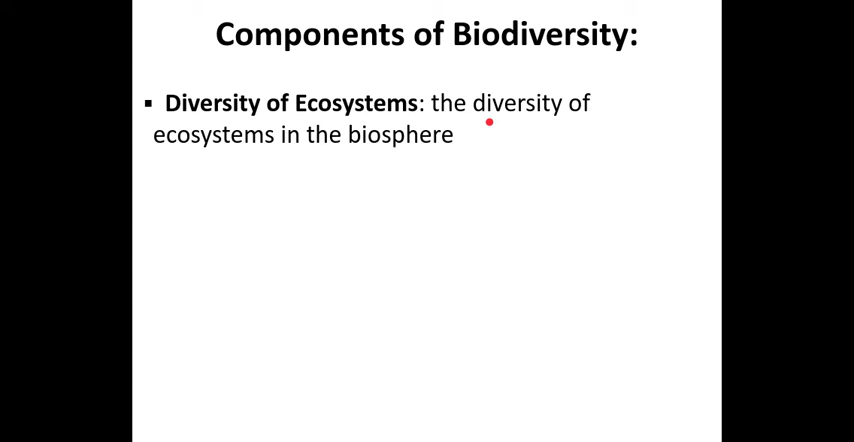 Components of Biodiversity:
▪ Diversity of Ecosystems: the diversity of
ecosystems in the biosphere